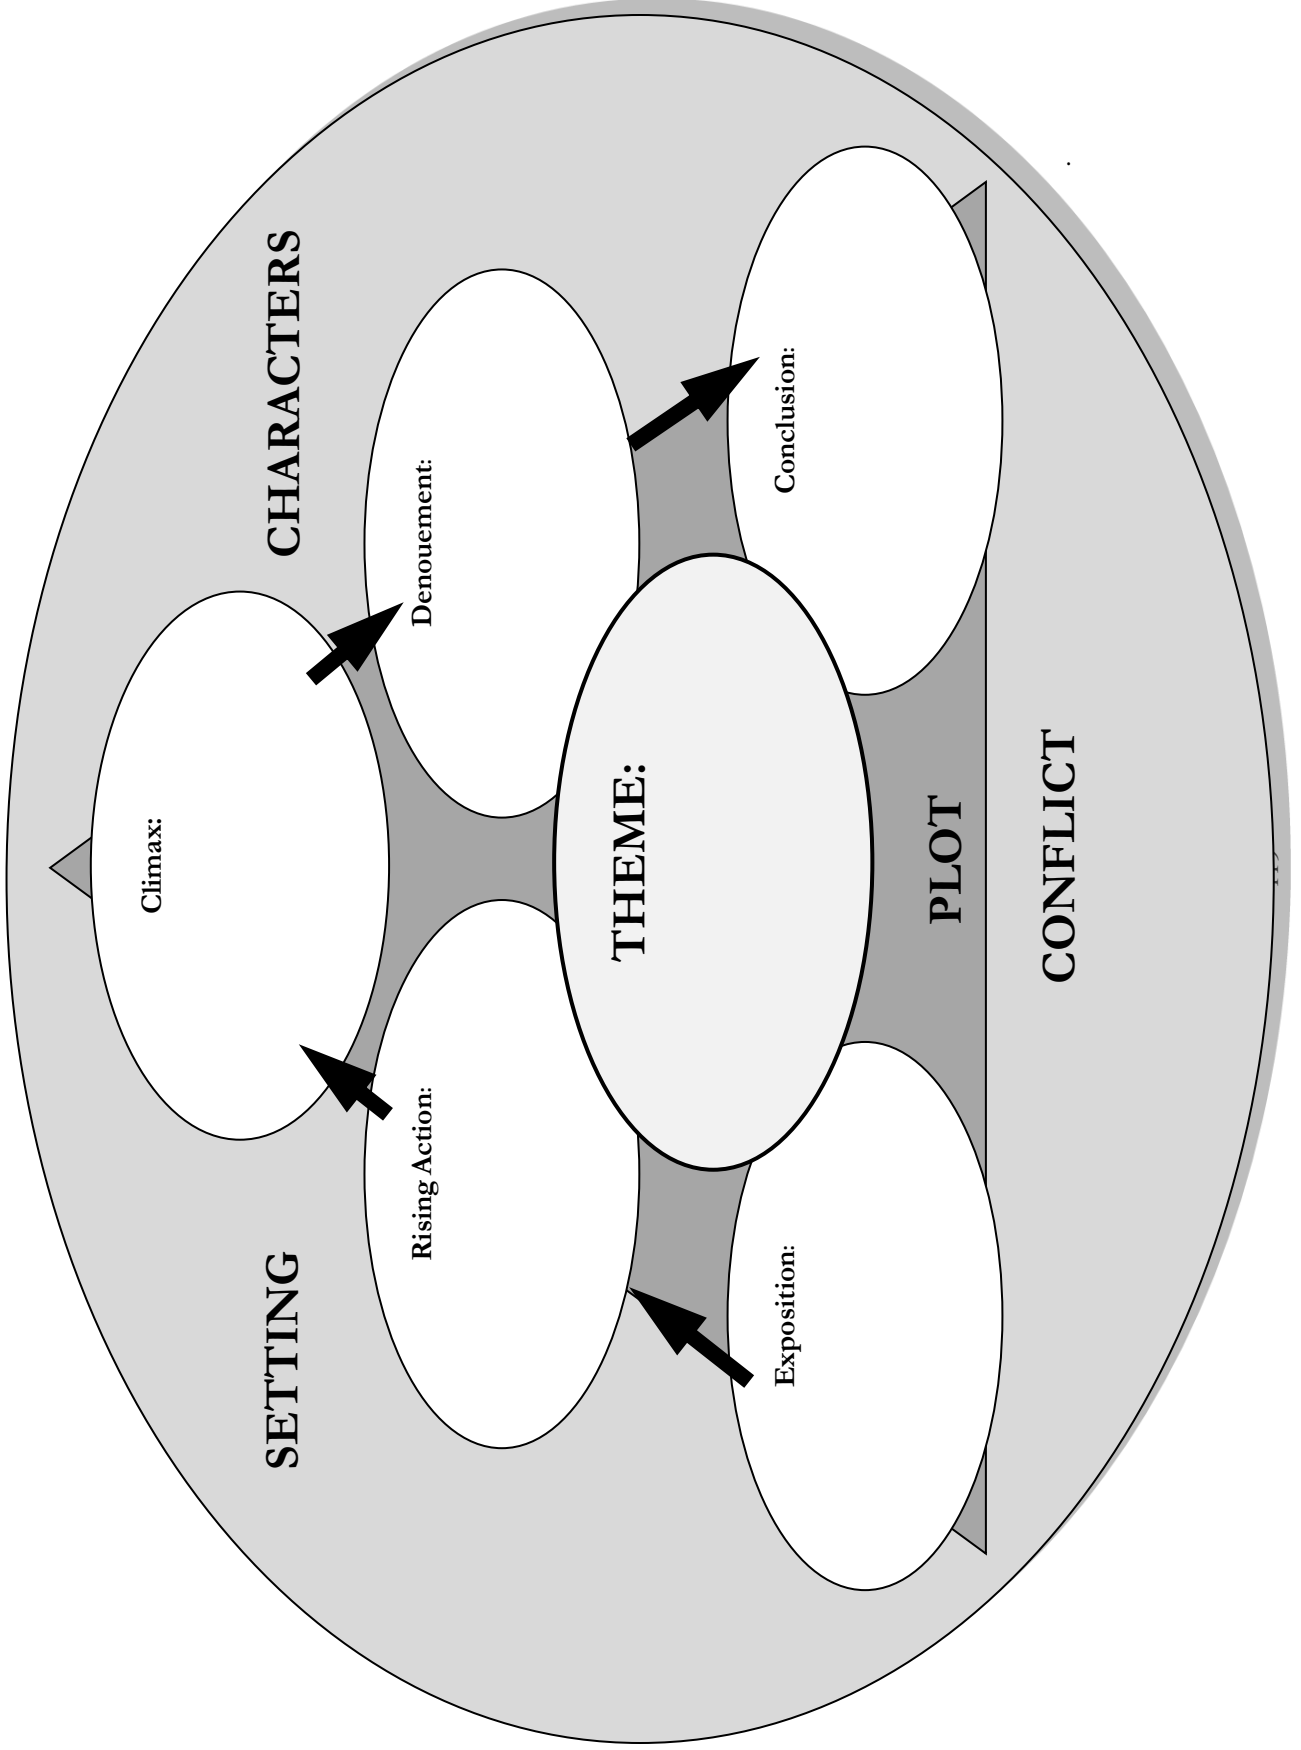 SETTING
CHARACTERS
Climax:
Rising Action:
Denouement:
THEME:
Exposition:
Conclusion:
PLOT
CONFLICT